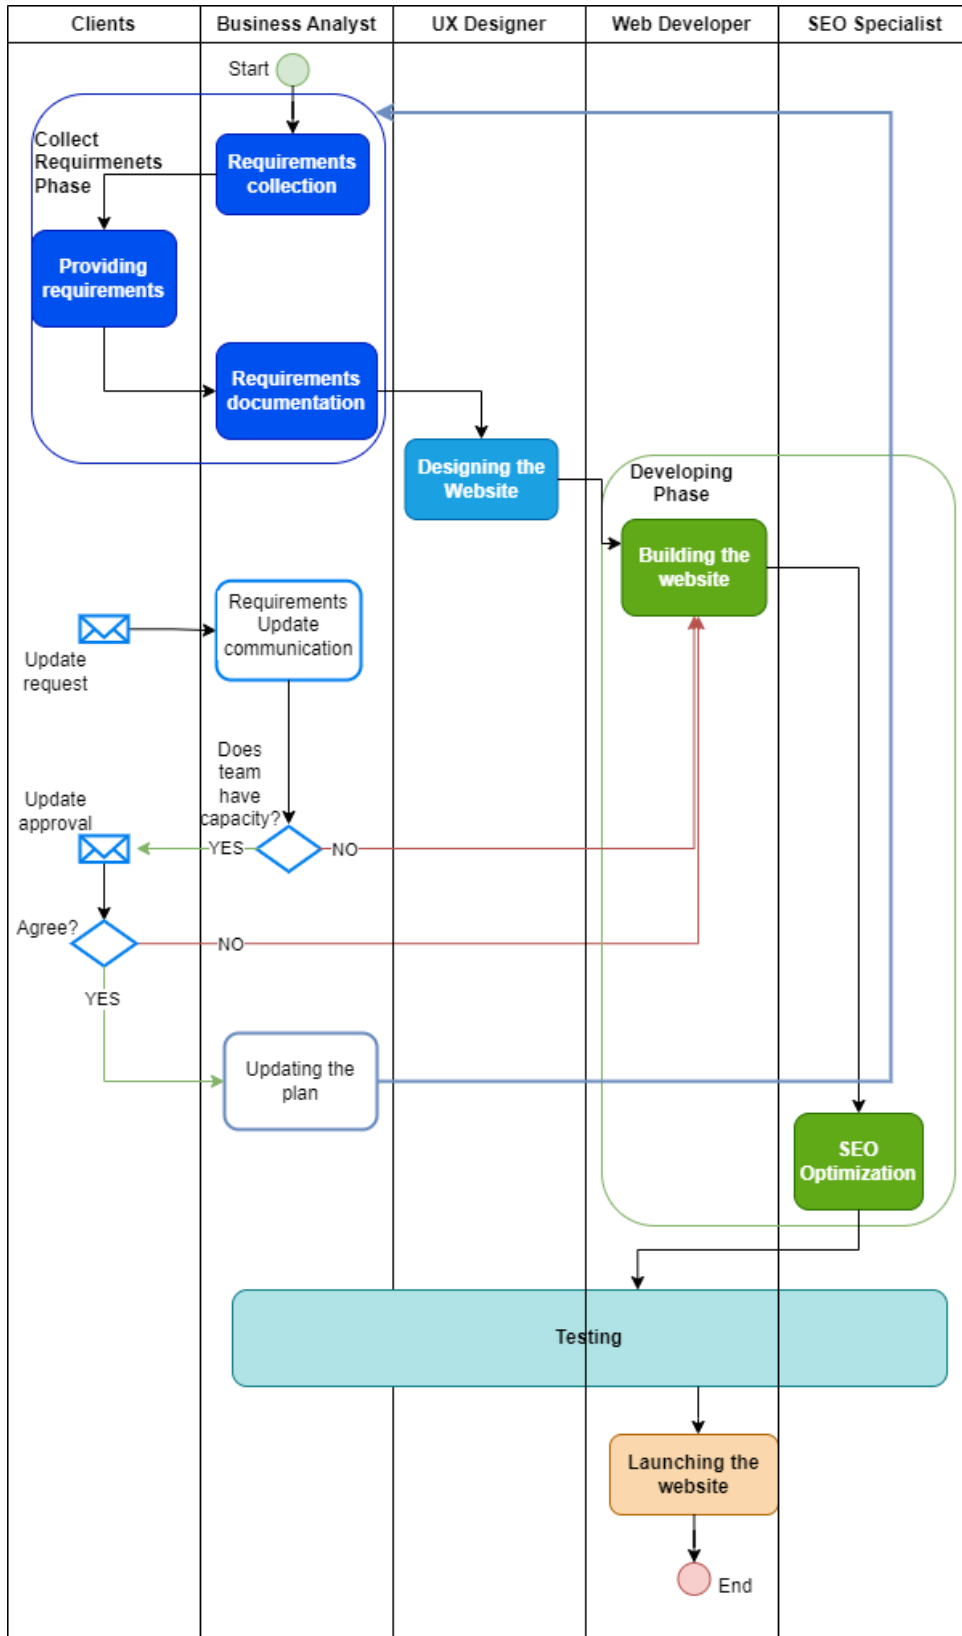 Clients
Business Analyst
UX Designer
Web Developer
SEO Specialist
Start
Collect
Requirmenets
Phase
Requirements
collection
Providing
requirements
Requirements
documentation
Designing the
Website
Developing
Phase
Building the
website
Requirements
Update
communication
Update
request
Does
team
have
capacity?
Update
approval
YES
NO
Agree?
NO
YES
Updating the
plan
SEO
Optimization
Testing
Launching the
website
End